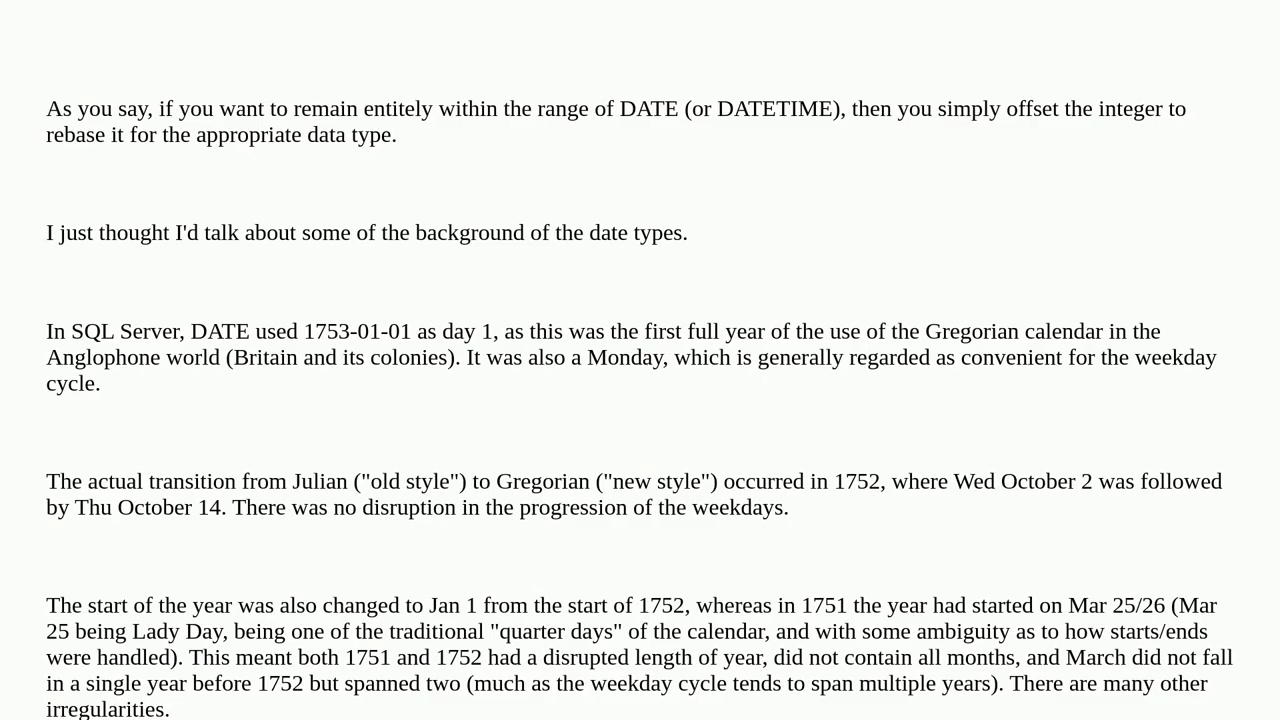 As you say, if you want to remain entitely within the range of DATE (or DATETIME), then you simply offset the integer to
rebase it for the appropriate data type.
I just thought I'd talk about some of the background of the date types.
In SQL Server, DATE used 1753-01-01 as day 1, as this was the first full year of the use of the Gregorian calendar in the
Anglophone world (Britain and its colonies). It was also a Monday, which is generally regarded as convenient for the weekday
cycle.
The actual transition from Julian ("old style") to Gregorian ("new style") occurred in 1752, where Wed October 2 was followed
by Thu October 14. There was no disruption in the progression of the weekdays.
The start of the year was also changed to Jan 1 from the start of 1752, whereas in 1751 the year had started on Mar 25/26 (Mar
25 being Lady Day, being one of the traditional "quarter days" of the calendar, and with some ambiguity as to how starts/ends
were handled). This meant both 1751 and 1752 had a disrupted length of year, did not contain all months, and March did not fall
in a single year before 1752 but spanned two (much as the weekday cycle tends to span multiple years). There are many other
irregularities.